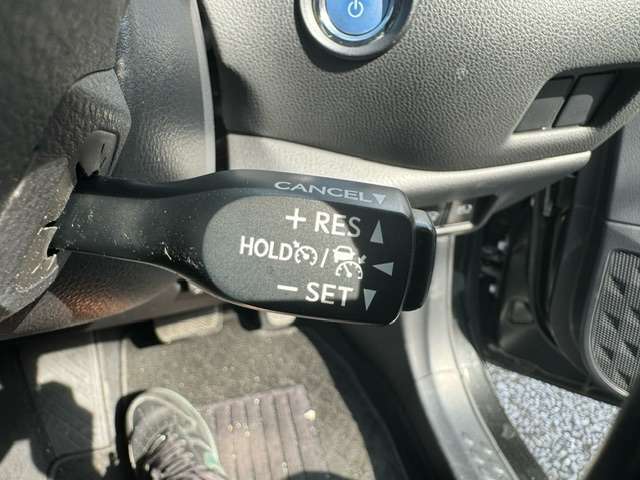 CANCEL
+ RES
HOLD /
− SET